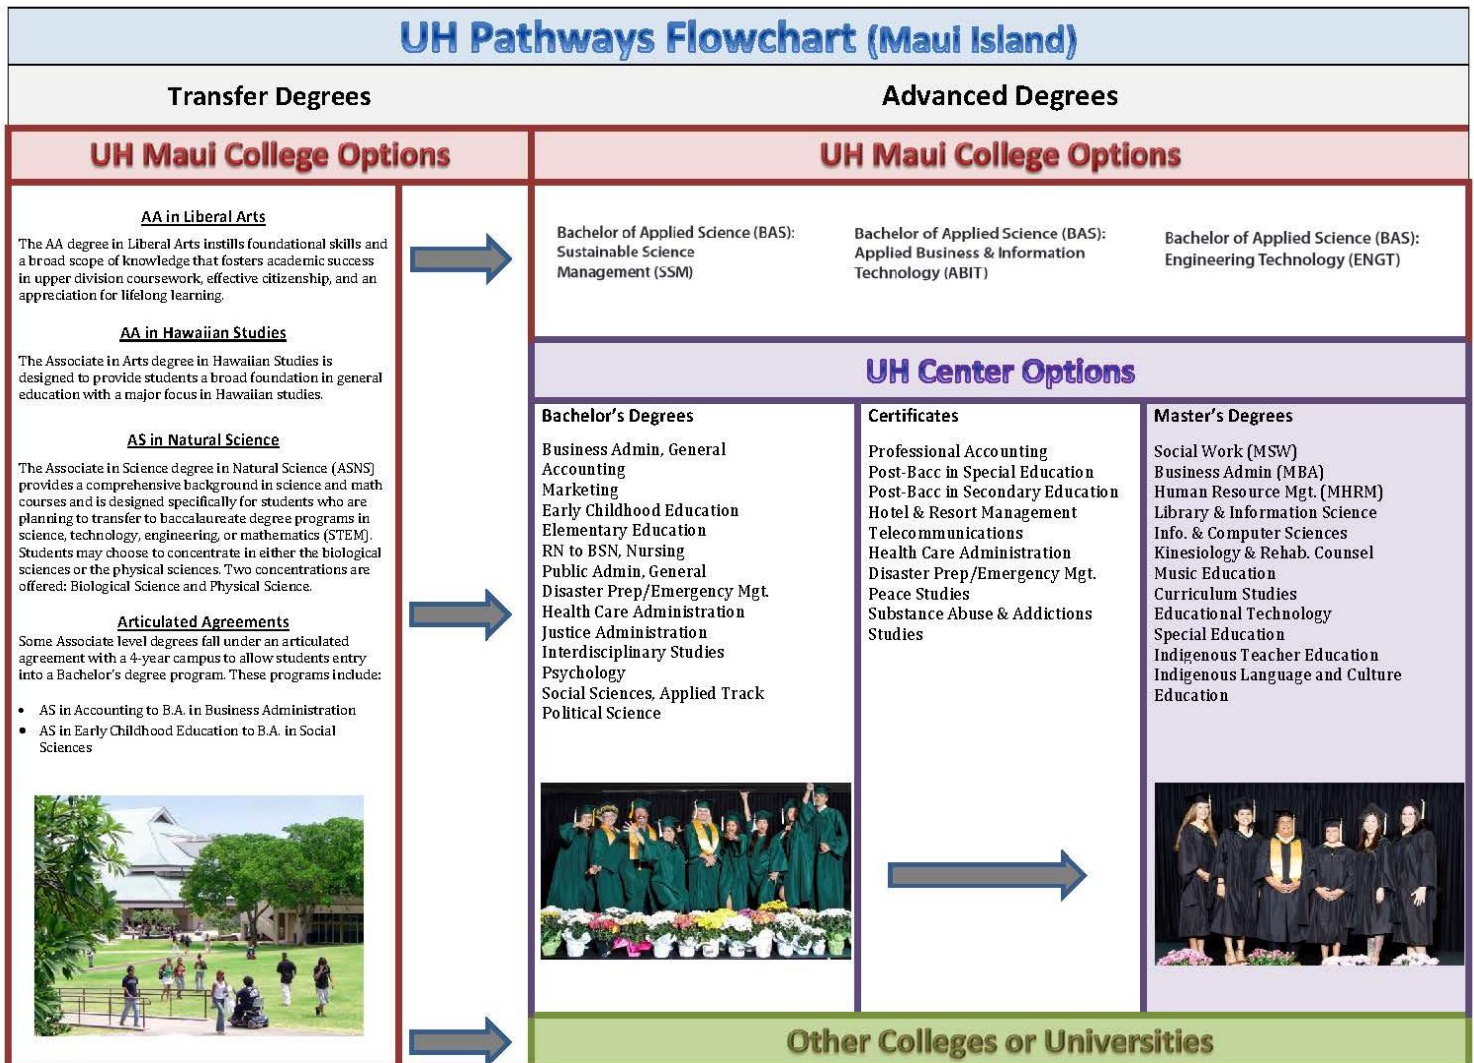 UH Pathways Flowchart (Maui Island)
Transfer Degrees
Advanced Degrees
UH Maui College Options
UH Maui College Options
AA in Liberal Arts
The AA degree in Liberal Arts instills foundational skills and
a broad scope of knowledge that fosters academic success
in upper division coursework, effective citizenship, and an
appreciation for lifelong learning.
AA in Hawaiian Studies
The Associate in Arts degree in Hawaiian Studies is
designed to provide students a broad foundation in general
education with a major focus in Hawaiian studies.
AS in Natural Science
The Associate in Science degree in Natural Science (ASNS)
provides a comprehensive background in science and math
courses and is designed specifically for students who are
planning to transfer to baccalaureate degree programs in
science, technology, engineering, or mathematics (STEM).
Students may choose to concentrate in either the biological
sciences or the physical sciences. Two concentrations are
offered: Biological Science and Physical Science.
Articulated Agreements
Some Associate level degrees fall under an articulated
agreement with a 4-year campus to allow students entry
into a Bachelor's degree program. These programs include:
• AS in Accounting to B.A. in Business Administration
• AS in Early Childhood Education to B.A. in Social
Sciences
Bachelor of Applied Science (BAS):
Sustainable Science
Management (SSM)
Bachelor of Applied Science (BAS):
Applied Business & Information
Technology (ABIT)
Bachelor of Applied Science (BAS):
Engineering Technology (ENGT)
UH Center Options
Bachelor's Degrees
Business Admin, General
Accounting
Marketing
Early Childhood Education
Elementary Education
RN to BSN, Nursing
Public Admin, General
Disaster Prep/Emergency Mgt.
Health Care Administration
Justice Administration
Interdisciplinary Studies
Psychology
Social Sciences, Applied Track
Political Science
Certificates
Professional Accounting
Post-Bacc in Special Education
Post-Bacc in Secondary Education
Hotel & Resort Management
Telecommunications
Health Care Administration
Disaster Prep/Emergency Mgt.
Peace Studies
Substance Abuse & Addictions
Studies
Master's Degrees
Social Work (MSW)
Business Admin (MBA)
Human Resource Mgt. (MHRM)
Library & Information Science
Info. & Computer Sciences
Kinesiology & Rehab. Counsel
Music Education
Curriculum Studies
Educational Technology
Special Education
Indigenous Teacher Education
Indigenous Language and Culture
Education
Other Colleges or Universities